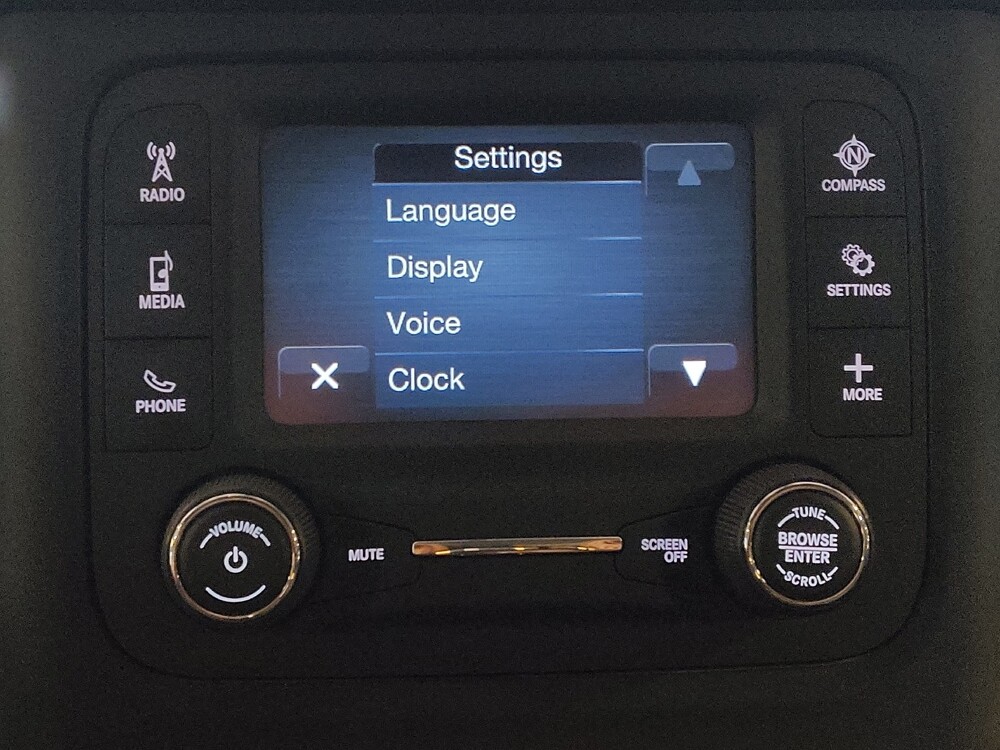 RADIO
MEDIA
PHONE
Settings
Language
Display
Voice
Clock
N
COMPASS
SETTINGS
MORE
VOLUME
MUTE
SCREEN
OFF
TUNE
BROWSE
ENTER
SCROLL